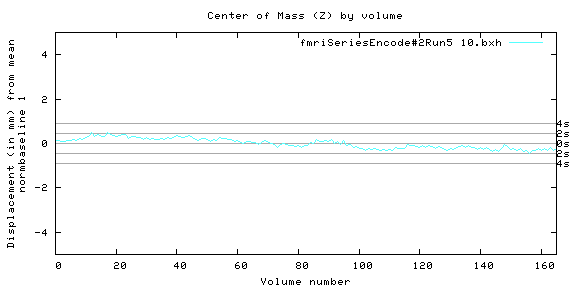 Center of Mass (Z) by volume
fmriSeriesEncode#2Run5 10.bxh
Displacement (in mm) from mean
normbaseline 1
4
2
0
-2
-4
4s
2s
0s
2s
4s
0 20 40 60 80 100 120 140 160
Volume number